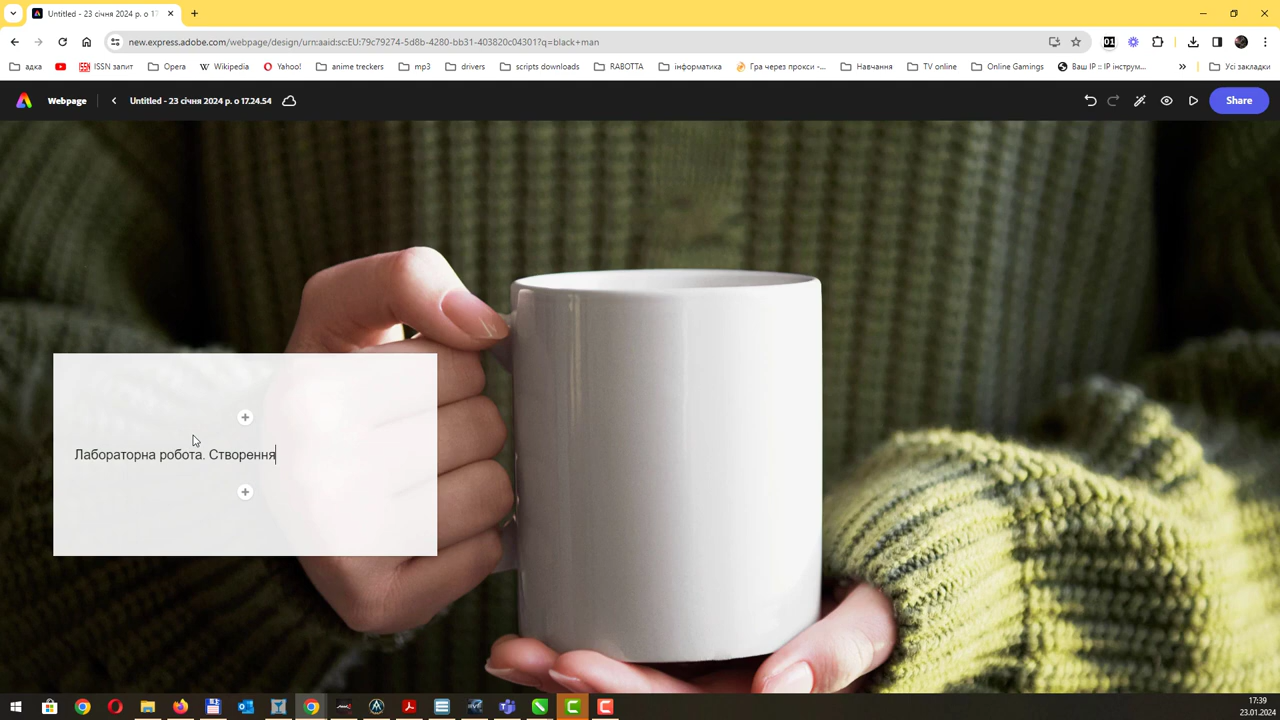 Untitled - 23 січня 2024 р. о 17
new.express.adobe.com/webpage/design/urn:aaid:sc:EU:79c79274-5d8b-4280-bb31-403820c04301?q=black+man
адка
ISSN запит
Opera
Wikipedia
Yahoo!
anime treckers
mp3
drivers
scripts downloads
RABOTTA
інформатика
Гра через прокси -...
Навчання
TV online
Online Gamings
Ваш IP :: IP інструм...
Усі закладки
Webpage
Untitled - 23 січня 2024 р. о 17.24.54
Share
Лабораторна робота. Створення
17:39
23.01.2024